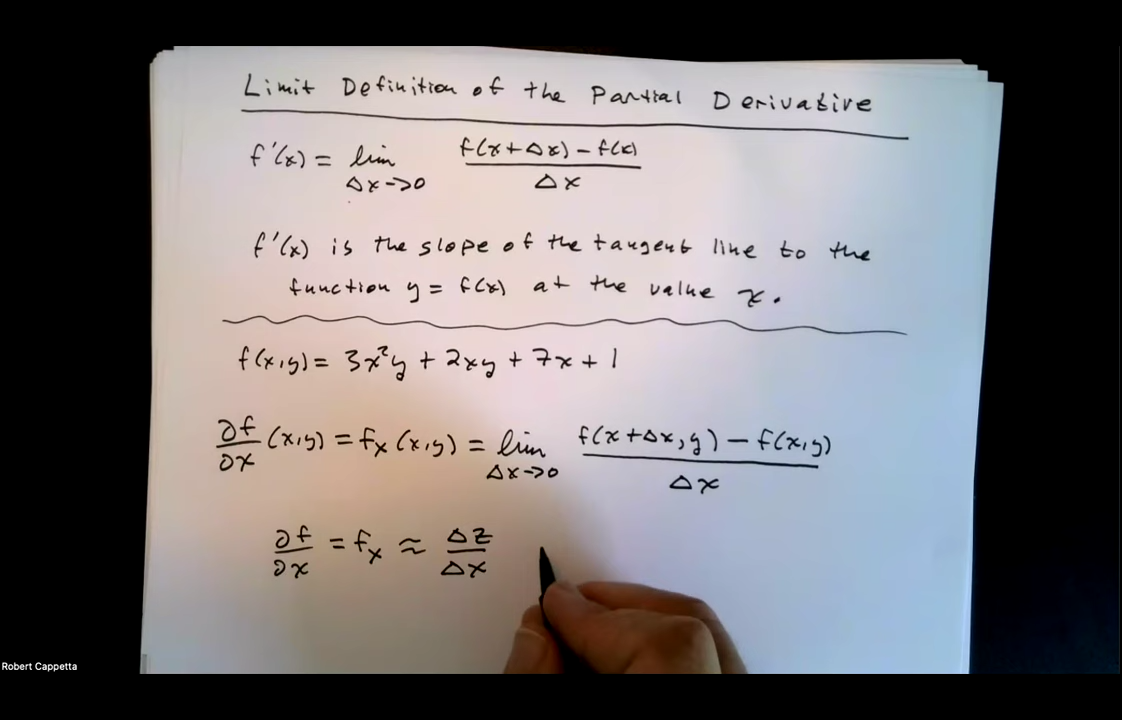 Limit Definition of the Partial Derivative
f'(x) = lim Δx->0 f(x+Δx) - f(x) / Δx
f'(x) is the slope of the tangent line to the
function y = f(x) at the value x.
f(x,y) = 3x²y + 2xy + 7x + 1
∂f/∂x (x,y) = fₓ(x,y) = lim Δx->0 f(x+Δx,y) - f(x,y) / Δx
∂f/∂x = fₓ ≈ Δz/Δx
Robert Cappetta